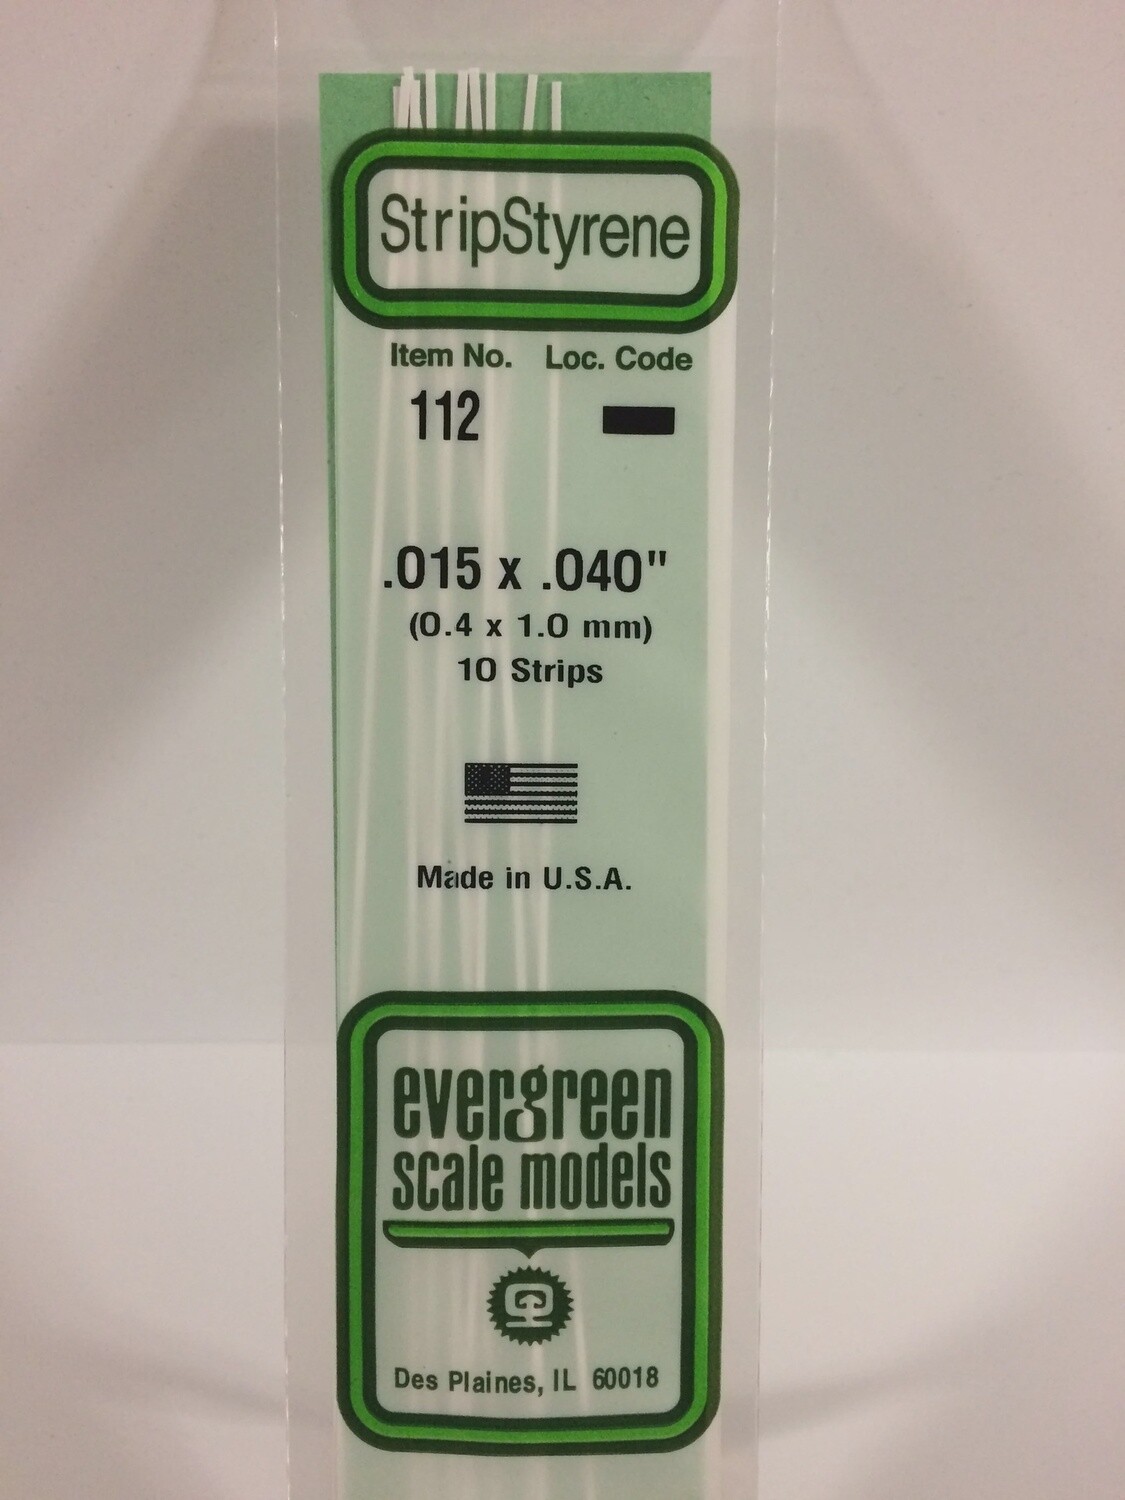 StripStyrene
Item No. Loc. Code
112
.015 x .040"
(0.4 x 1.0 mm)
10 Strips
Made in U.S.A.
evergreen
scale models
Des Plaines, IL 60018